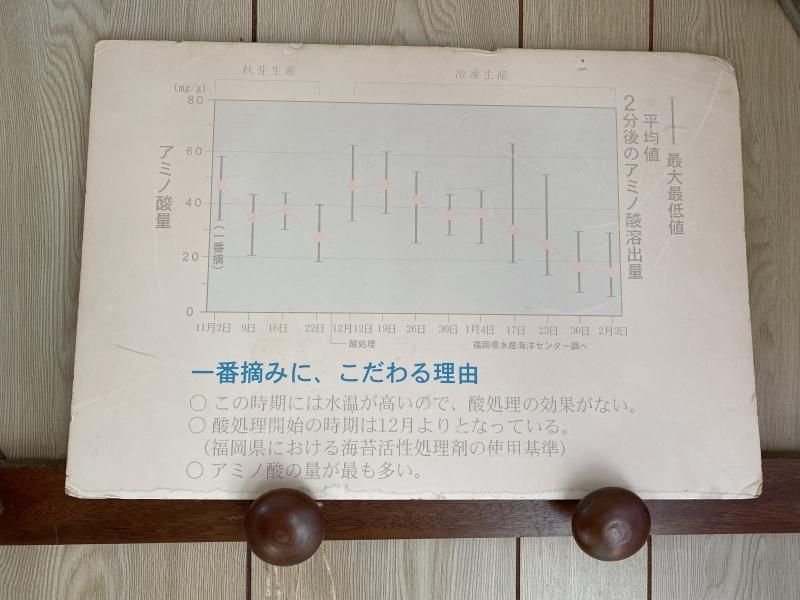 秋芽生産
冷凍生産
(mg/g)
80
60
40
20
0
アミノ酸量
(一番摘)
11月2日 9日 16日 22日 12月12日 19日 26日 30日 1月4日 17日 23日 30日 2月3日
酸処理
福岡県水産海洋センター調べ
最大最低値
平均値
2分後のアミノ酸溶出量
一番摘みに、こだわる理由
○ この時期には水温が高いので、酸処理の効果がない。
○ 酸処理開始の時期は12月よりとなっている。
(福岡県における海苔活性処理剤の使用基準)
○ アミノ酸の量が最も多い。